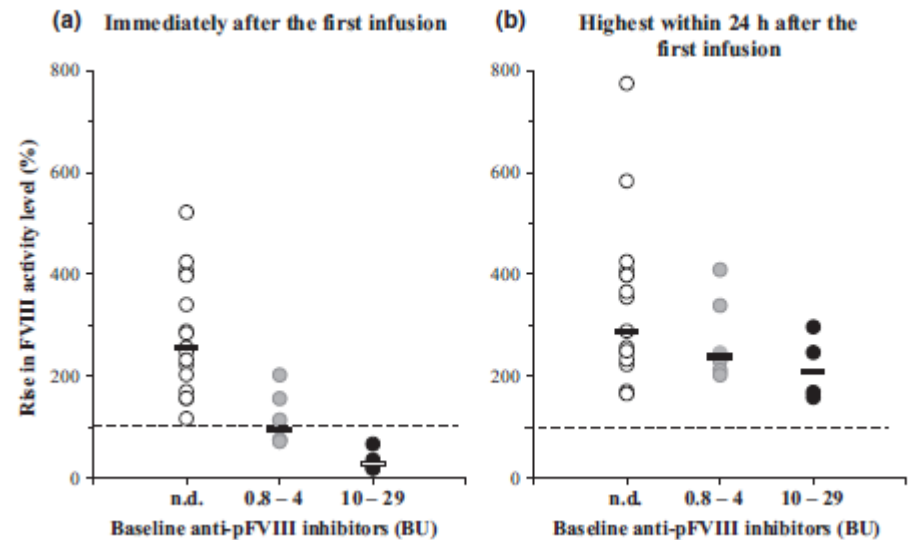 (a) Immediately after the first infusion
(b) Highest within 24 h after the
first infusion
Rise in FVIII activity level (%)
800
600
400
200
0
n.d. 0.8 – 4 10 – 29
Baseline anti-pFVIII inhibitors (BU)
800
600
400
200
0
n.d. 0.8 – 4 10 – 29
Baseline anti-pFVIII inhibitors (BU)